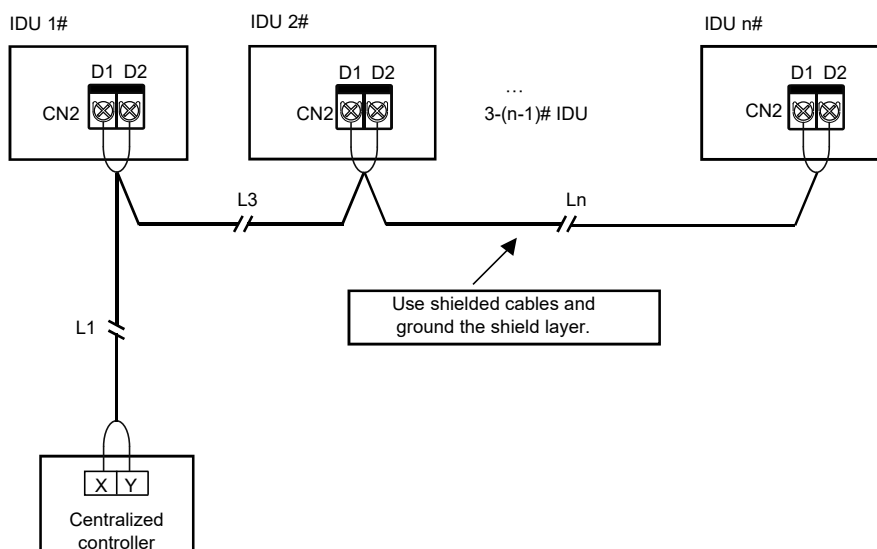 IDU 1#
IDU 2#
IDU n#
D1 D2
D1 D2
D1 D2
CN2
CN2
CN2
...
3-(n-1)# IDU
L3
Ln
Use shielded cables and
ground the shield layer.
L1
X Y
Centralized
controller